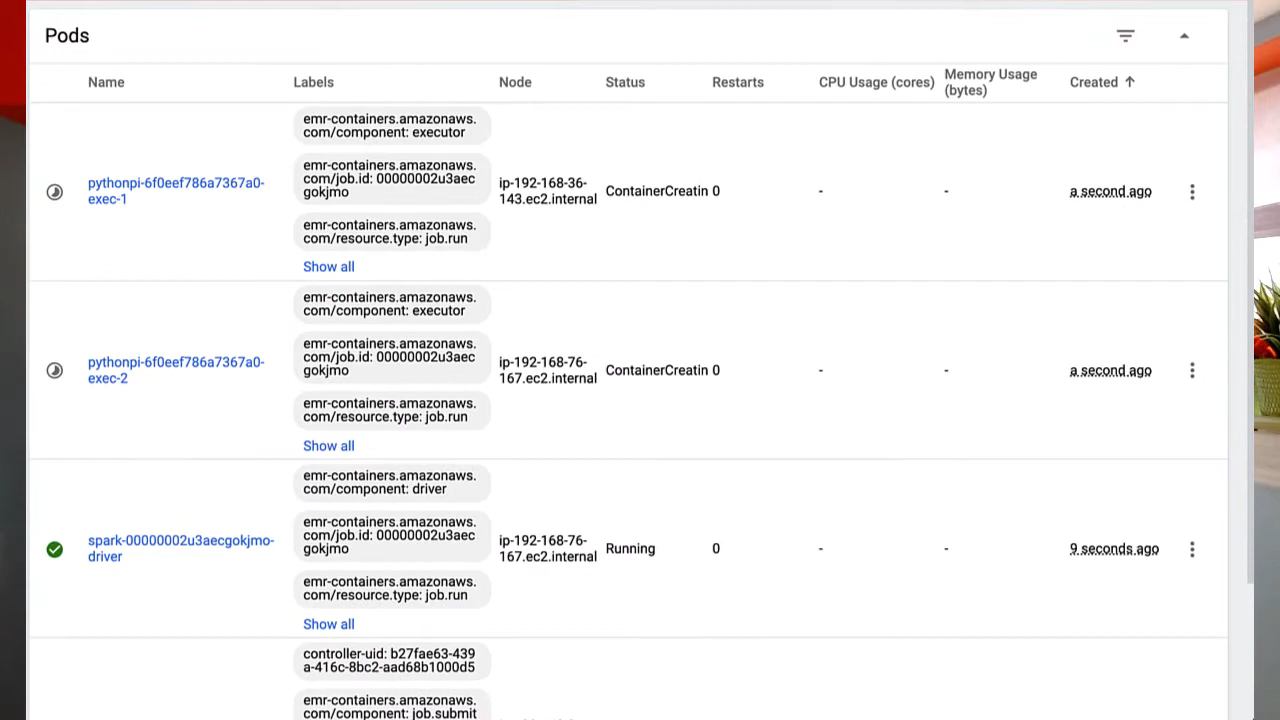 Pods
Name Labels Node Status Restarts CPU Usage (cores) Memory Usage (bytes) Created ↑
emr-containers.amazonaws.
com/component: executor
emr-containers.amazonaws.
com/job.id: 00000002u3aec
gokjmo
emr-containers.amazonaws.
com/resource.type: job.run
Show all
pythonpi-6f0eef786a7367a0-
exec-1
ip-192-168-36-
143.ec2.internal
ContainerCreatin 0 - - a second ago
emr-containers.amazonaws.
com/component: executor
emr-containers.amazonaws.
com/job.id: 00000002u3aec
gokjmo
emr-containers.amazonaws.
com/resource.type: job.run
Show all
pythonpi-6f0eef786a7367a0-
exec-2
ip-192-168-76-
167.ec2.internal
ContainerCreatin 0 - - a second ago
emr-containers.amazonaws.
com/component: driver
emr-containers.amazonaws.
com/job.id: 00000002u3aec
gokjmo
emr-containers.amazonaws.
com/resource.type: job.run
Show all
spark-00000002u3aecgokjmo-
driver
ip-192-168-76-
167.ec2.internal
Running 0 - - 9 seconds ago
controller-uid: b27fae63-439
a-416c-8bc2-aad68b1000d5
emr-containers.amazonaws.
com/component: job.submit